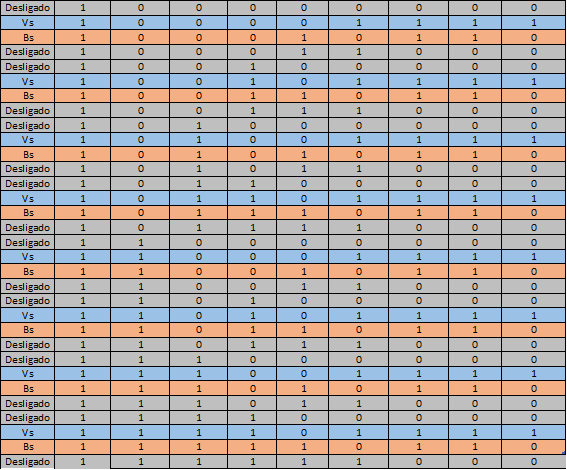 Desligado 1 0 0 0 0 0 0 0 0
Vs 1 0 0 0 0 1 1 1 1
Bs 1 0 0 0 1 0 1 1 0
Desligado 1 0 0 0 1 1 0 0 0
Desligado 1 0 0 1 0 0 0 0 0
Vs 1 0 0 1 0 1 1 1 1
Bs 1 0 0 1 1 0 1 1 0
Desligado 1 0 0 1 1 1 0 0 0
Desligado 1 0 1 0 0 0 0 0 0
Vs 1 0 1 0 0 1 1 1 1
Bs 1 0 1 0 1 0 1 1 0
Desligado 1 0 1 0 1 1 0 0 0
Desligado 1 0 1 1 0 0 0 0 0
Vs 1 0 1 1 0 1 1 1 1
Bs 1 0 1 1 1 0 1 1 0
Desligado 1 0 1 1 1 1 0 0 0
Desligado 1 1 0 0 0 0 0 0 0
Vs 1 1 0 0 0 1 1 1 1
Bs 1 1 0 0 1 0 1 1 0
Desligado 1 1 0 0 1 1 0 0 0
Desligado 1 1 0 1 0 0 0 0 0
Vs 1 1 0 1 0 1 1 1 1
Bs 1 1 0 1 1 0 1 1 0
Desligado 1 1 0 1 1 1 0 0 0
Desligado 1 1 1 0 0 0 0 0 0
Vs 1 1 1 0 0 1 1 1 1
Bs 1 1 1 0 1 0 1 1 0
Desligado 1 1 1 0 1 1 0 0 0
Desligado 1 1 1 1 0 0 0 0 0
Vs 1 1 1 1 0 1 1 1 1
Bs 1 1 1 1 1 0 1 1 0
Desligado 1 1 1 1 1 1 0 0 0